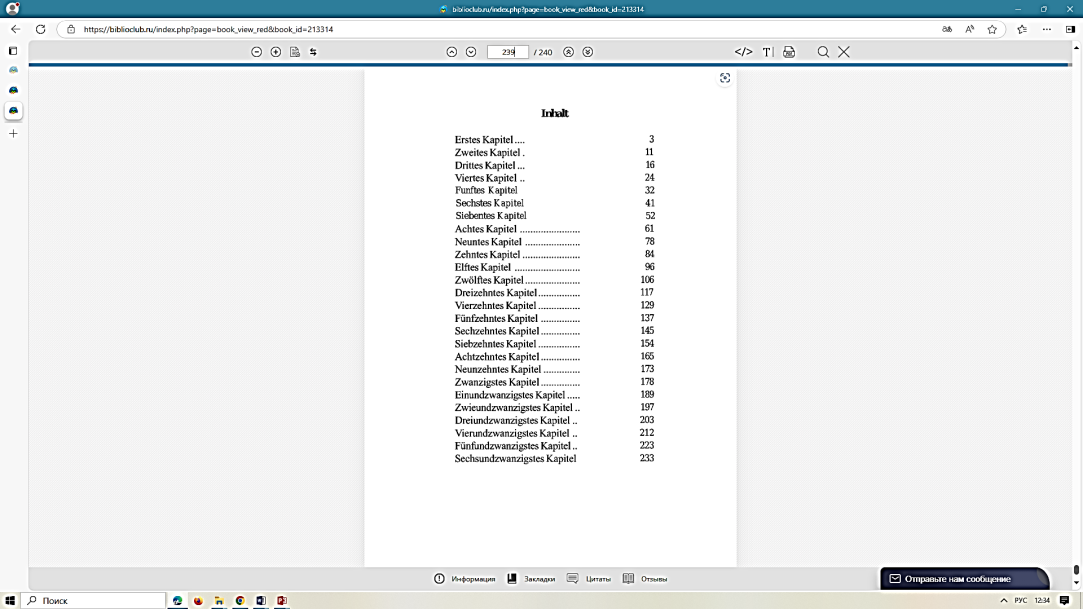 biblioclub.ru/index.php?page=book_view_red&book_id=213314
https://biblioclub.ru/index.php?page=book_view_red&book_id=213314
239 / 240
Inhalt
Erstes Kapitel .... 3
Zweites Kapitel . 11
Drittes Kapitel ... 16
Viertes Kapitel .. 24
Funftes Kapitel 32
Sechstes Kapitel 41
Siebentes Kapitel 52
Achtes Kapitel ....................... 61
Neuntes Kapitel ..................... 78
Zehntes Kapitel ...................... 84
Elftes Kapitel ......................... 96
Zwölftes Kapitel..................... 106
Dreizehntes Kapitel................ 117
Vierzehntes Kapitel ............... 129
Fünfzehntes Kapitel ............... 137
Sechzehntes Kapitel............... 145
Siebzehntes Kapitel ............... 154
Achtzehntes Kapitel............... 165
Neunzehntes Kapitel .............. 173
Zwanzigstes Kapitel............... 178
Einundzwanzigstes Kapitel ..... 189
Zwieundzwanzigstes Kapitel .. 197
Dreiundzwanzigstes Kapitel .. 203
Vierundzwanzigstes Kapitel .. 212
Fünfundzwanzigstes Kapitel .. 223
Sechsundzwanzigstes Kapitel 233
Информация Закладки Цитаты Отзывы
Отправьте нам сообщение
Поиск
РУС 12:34